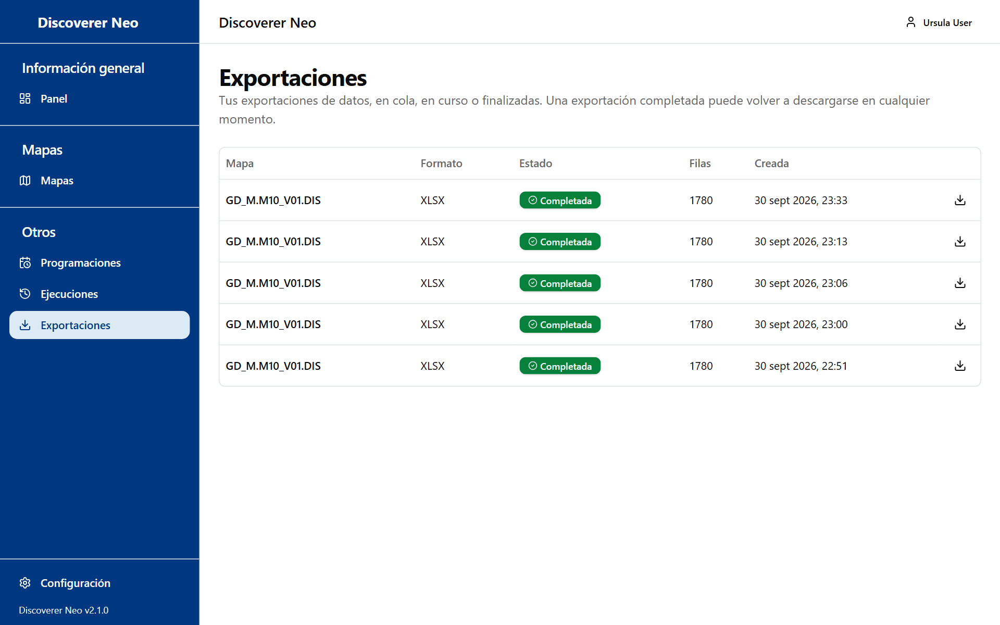 Discoverer Neo
Discoverer Neo
Ursula User
Información general
Panel
Mapas
Mapas
Otros
Programaciones
Ejecuciones
Exportaciones
Configuración
Discoverer Neo v2.1.0
Exportaciones
Tus exportaciones de datos, en cola, en curso o finalizadas. Una exportación completada puede volver a descargarse en cualquier
momento.
Mapa Formato Estado Filas Creada
GD_M.M10_V01.DIS XLSX Completada 1780 30 sept 2026, 23:33
GD_M.M10_V01.DIS XLSX Completada 1780 30 sept 2026, 23:13
GD_M.M10_V01.DIS XLSX Completada 1780 30 sept 2026, 23:06
GD_M.M10_V01.DIS XLSX Completada 1780 30 sept 2026, 23:00
GD_M.M10_V01.DIS XLSX Completada 1780 30 sept 2026, 22:51